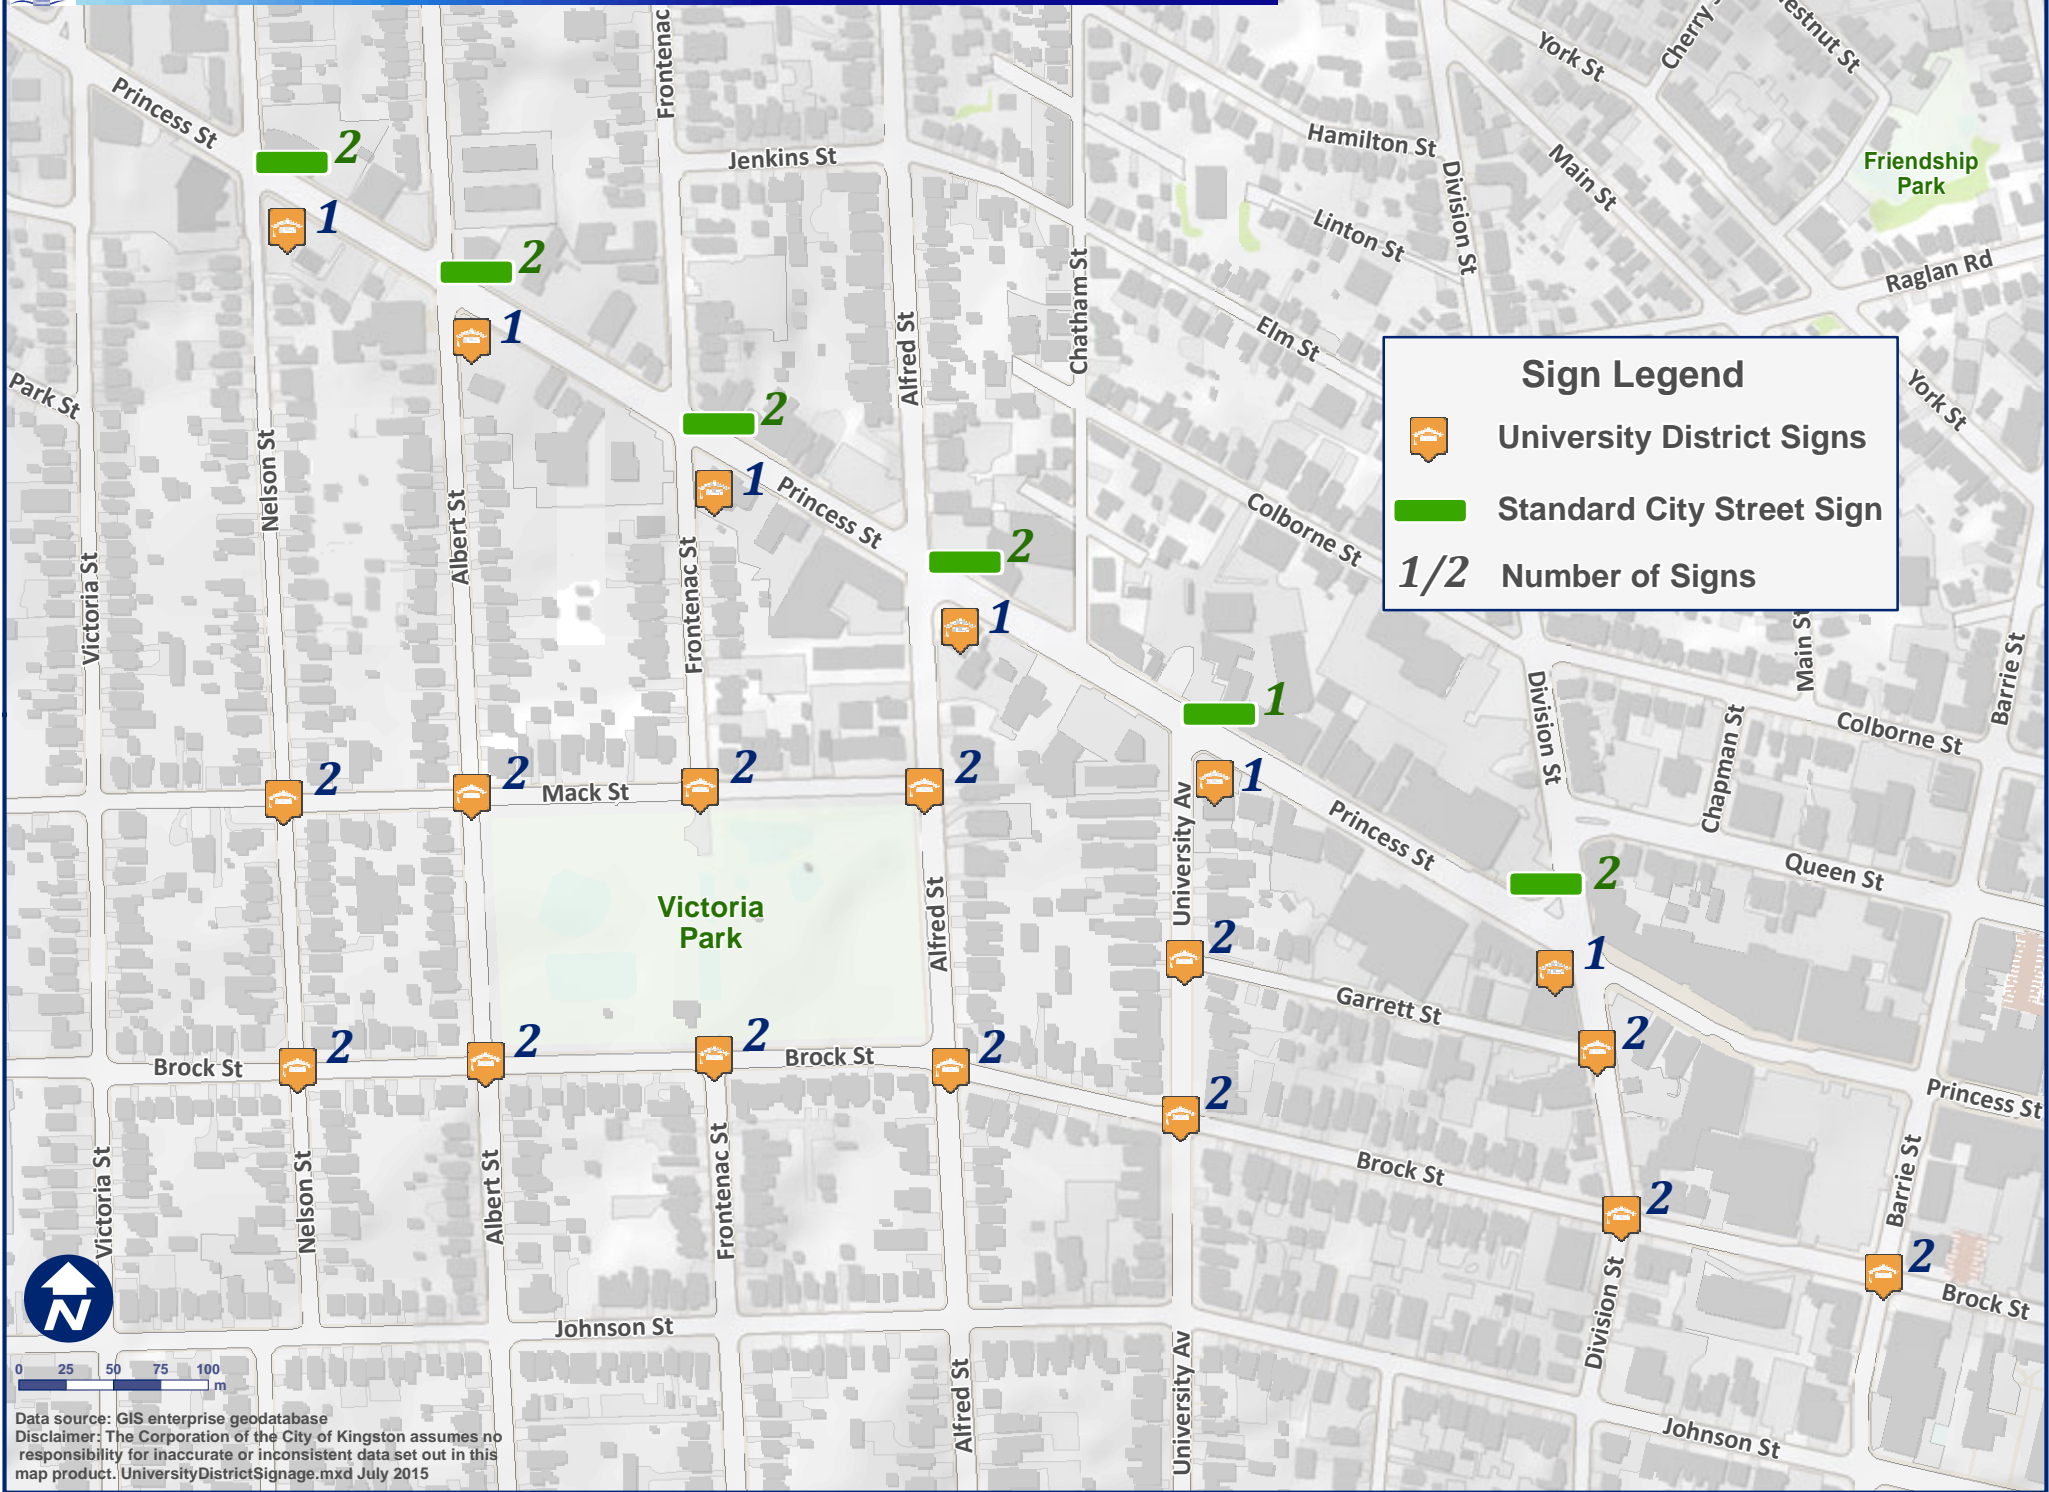 Frontenac
York St
Cherry
estnut St
Princess St
2
Jenkins St
Hamilton St
Main St
Division St
Friendship
Park
1
Linton St
2
Chatham St
Raglan Rd
1
Alfred St
Elm St
Park St
York St
Sign Legend
University District Signs
Standard City Street Sign
1/2 Number of Signs
2
Nelson St
Albert St
1
Princess St
Colborne St
2
Victoria St
Frontenac St
1
Main St
Barrie St
1
Division St
Chapman St
Colborne St
2
2
Mack St
2
2
1
University Av
Princess St
2
Queen St
Victoria
Park
Alfred St
2
1
Garrett St
2
2
2
2
2
Brock St
Brock St
2
Princess St
Victoria St
Nelson St
Albert St
Frontenac St
Brock St
2
Barrie St
2
Brock St
N
Johnson St
Division St
0 25 50 75 100
m
Alfred St
University Av
Johnson St
Data source: GIS enterprise geodatabase
Disclaimer: The Corporation of the City of Kingston assumes no
responsibility for inaccurate or inconsistent data set out in this
map product. UniversityDistrictSignage.mxd July 2015